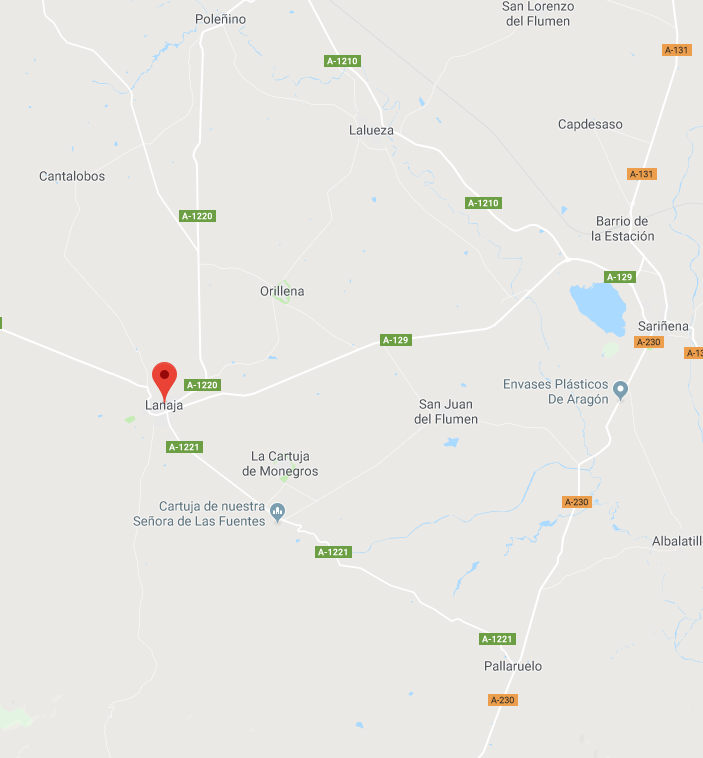 San Lorenzo
del Flumen
Poleñino
A-131
A-1210
Capdesaso
Lalueza
Cantalobos
A-131
A-1210
A-1220
Barrio de
la Estación
A-129
Orillena
Sariñena
A-129
A-230
A-13
A-1220
Envases Plásticos
De Aragón
Lanaja
San Juan
del Flumen
A-1221
La Cartuja
de Monegros
A-230
Cartuja de nuestra
Señora de Las Fuentes
Albalatill
A-1221
A-1221
Pallaruelo
A-230